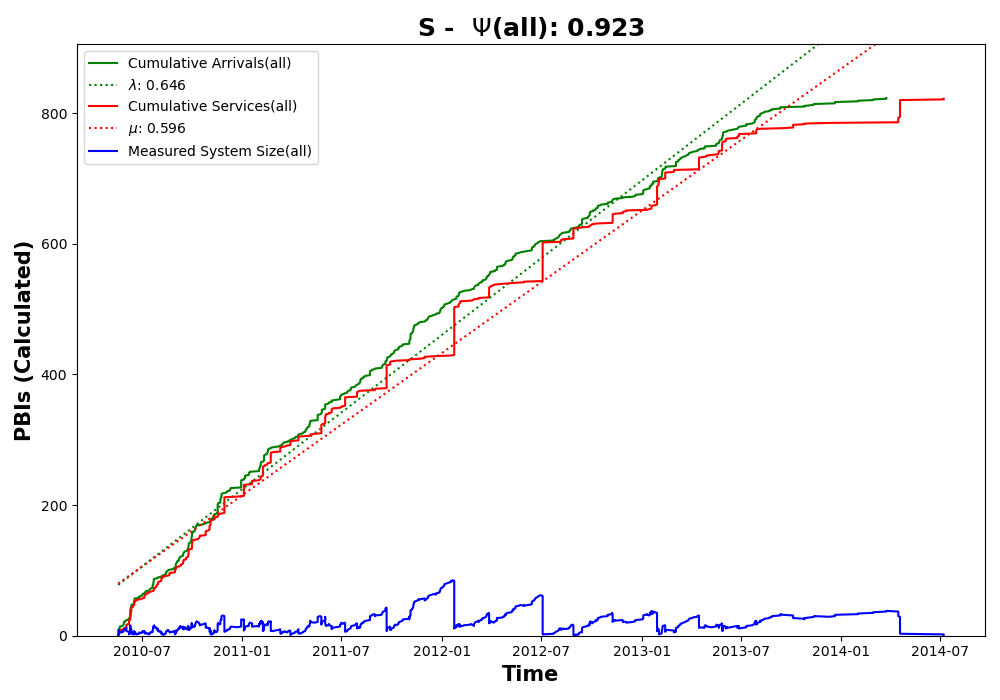 S - Ψ(all): 0.923
Cumulative Arrivals(all)
λ: 0.646
Cumulative Services(all)
μ: 0.596
Measured System Size(all)
PBIs (Calculated)
800
600
400
200
0
2010-07 2011-01 2011-07 2012-01 2012-07 2013-01 2013-07 2014-01 2014-07
Time